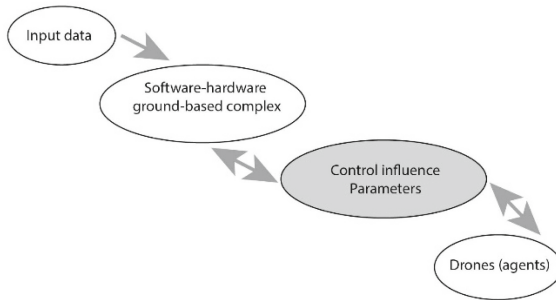 Input data
Software-hardware
ground-based complex
Control influence
Parameters
Drones (agents)